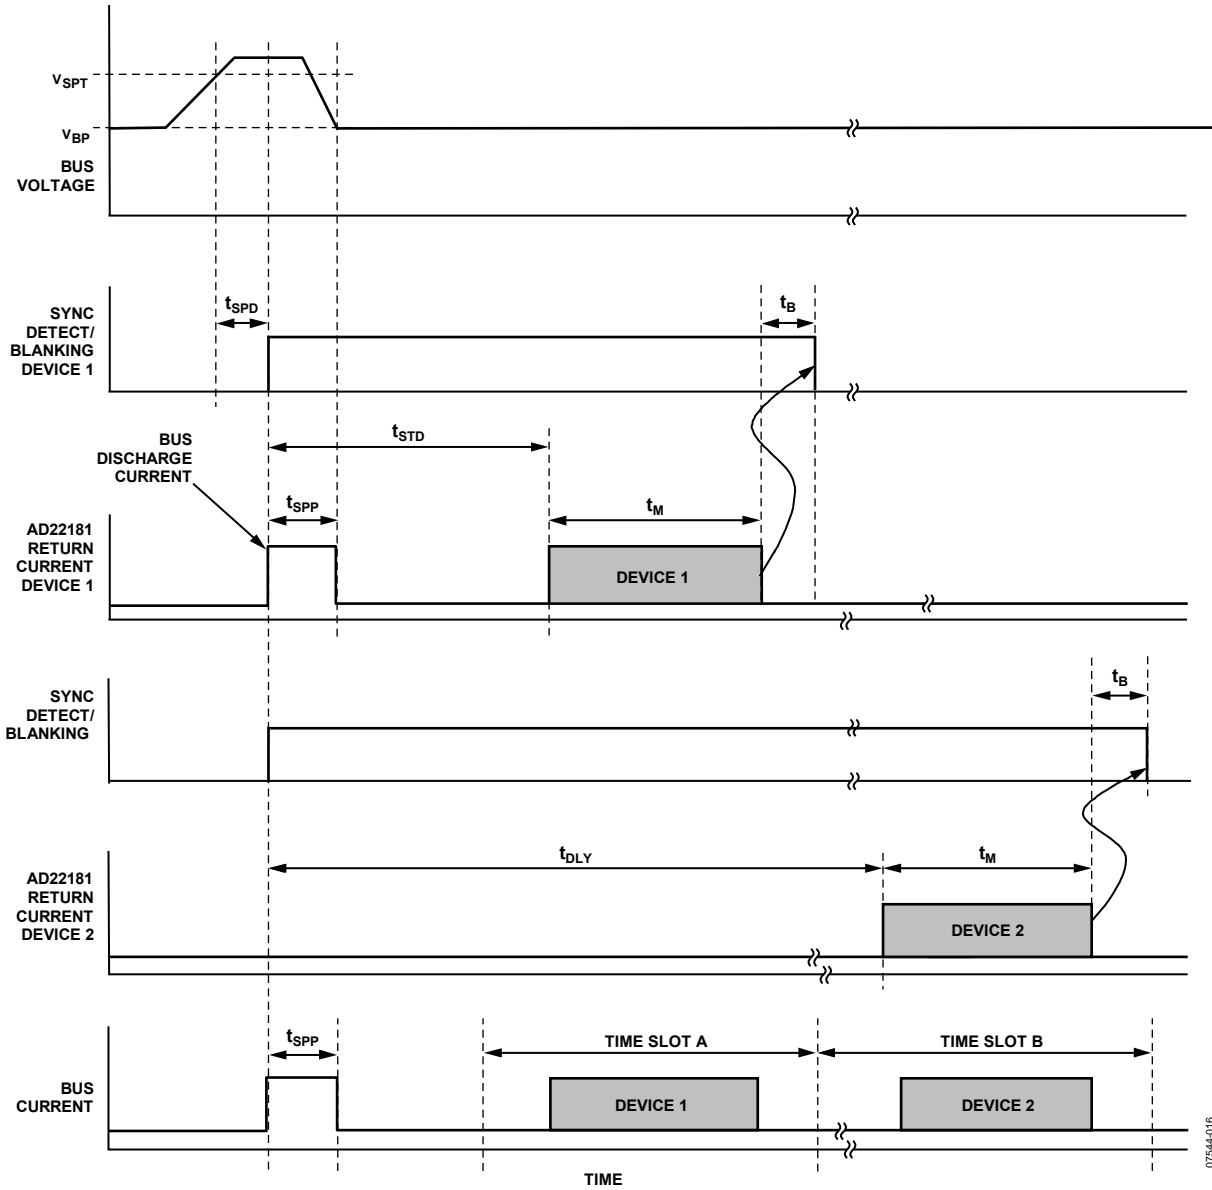 VSPT
VBP
BUS
VOLTAGE
tSPD
tB
SYNC
DETECT/
BLANKING
DEVICE 1
BUS
DISCHARGE
CURRENT
tSTD
tSPP
tM
AD22181
RETURN
CURRENT
DEVICE 1
DEVICE 1
SYNC
DETECT/
BLANKING
tB
tDLY
tM
AD22181
RETURN
CURRENT
DEVICE 2
DEVICE 2
tSPP
TIME SLOT A
TIME SLOT B
BUS
CURRENT
DEVICE 1
DEVICE 2
TIME
07544-016